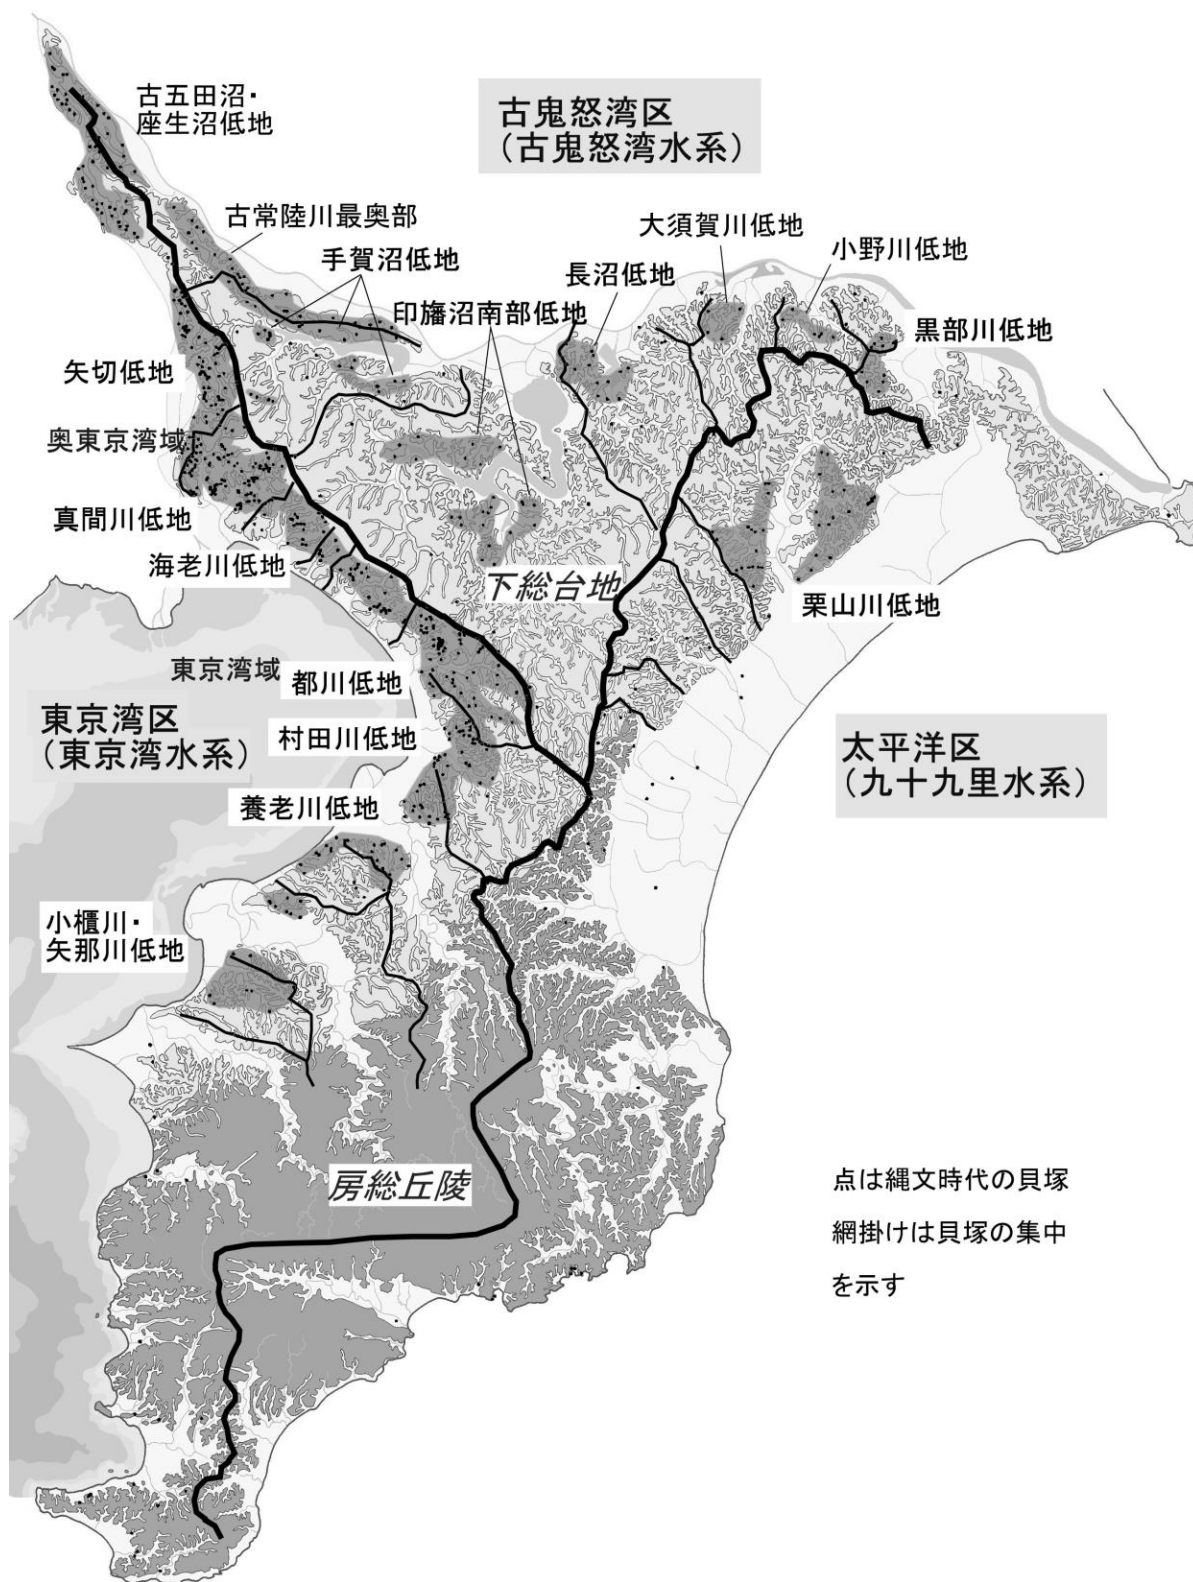 古五田沼・
座生沼低地
古鬼怒湾区
(古鬼怒湾水系)
古常陸川最奥部
手賀沼低地
印旛沼南部低地
長沼低地
大須賀川低地
小野川低地
黒部川低地
矢切低地
奥東京湾域
真間川低地
海老川低地
下総台地
栗山川低地
東京湾域
都川低地
東京湾区
(東京湾水系)
村田川低地
太平洋区
(九十九里水系)
養老川低地
小櫃川・
矢那川低地
房総丘陵
点は縄文時代の貝塚
網掛けは貝塚の集中
を示す